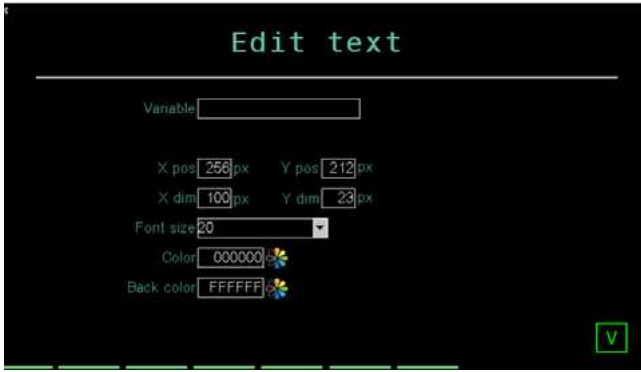 Edit text
Variable
X pos 256 px Y pos 212 px
X dim 100 px Y dim 23 px
Font size 20
Color 000000
Back color FFFFFF
V